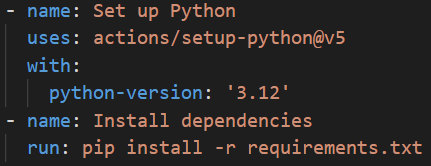 - name: Set up Python
  uses: actions/setup-python@v5
  with:
    python-version: '3.12'
- name: Install dependencies
  run: pip install -r requirements.txt